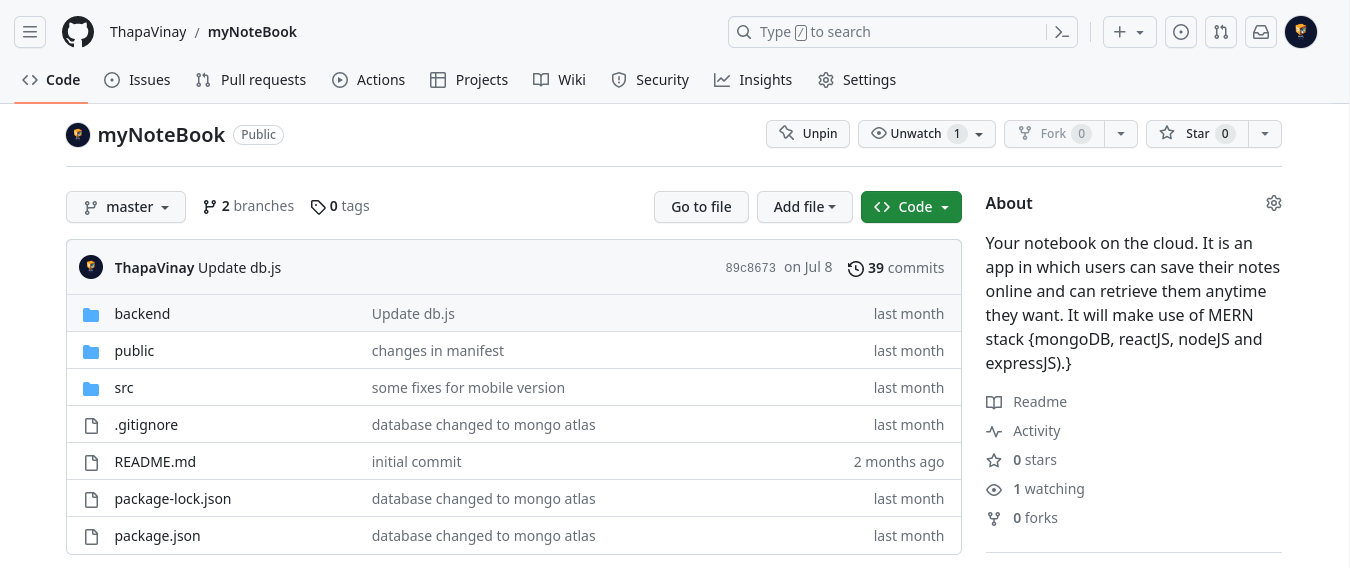 ThapaVinay / myNoteBook
Type / to search
Code Issues Pull requests Actions Projects Wiki Security Insights Settings
myNoteBook Public
Unpin Unwatch 1 Fork 0 Star 0
master 2 branches 0 tags Go to file Add file Code
ThapaVinay Update db.js 89c8673 on Jul 8 39 commits
backend Update db.js last month
public changes in manifest last month
src some fixes for mobile version last month
.gitignore database changed to mongo atlas last month
README.md initial commit 2 months ago
package-lock.json database changed to mongo atlas last month
package.json database changed to mongo atlas last month
About
Your notebook on the cloud. It is an
app in which users can save their notes
online and can retrieve them anytime
they want. It will make use of MERN
stack {mongoDB, reactJS, nodeJS and
expressJS).}
Readme
Activity
0 stars
1 watching
0 forks